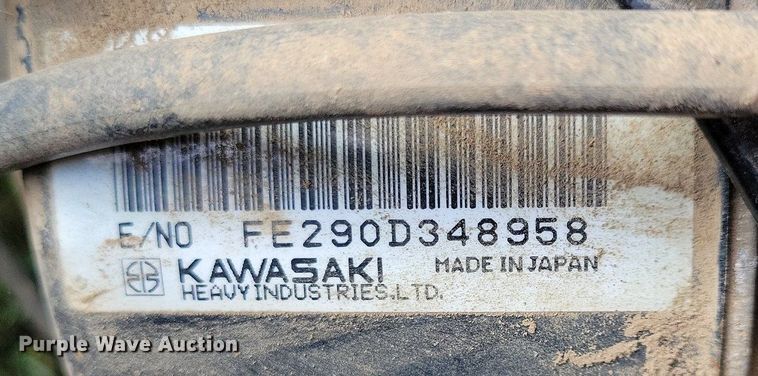 E/NO FE290D348958
KAWASAKI MADE IN JAPAN
HEAVY INDUSTRIES.LTD.
Purple Wave Auction